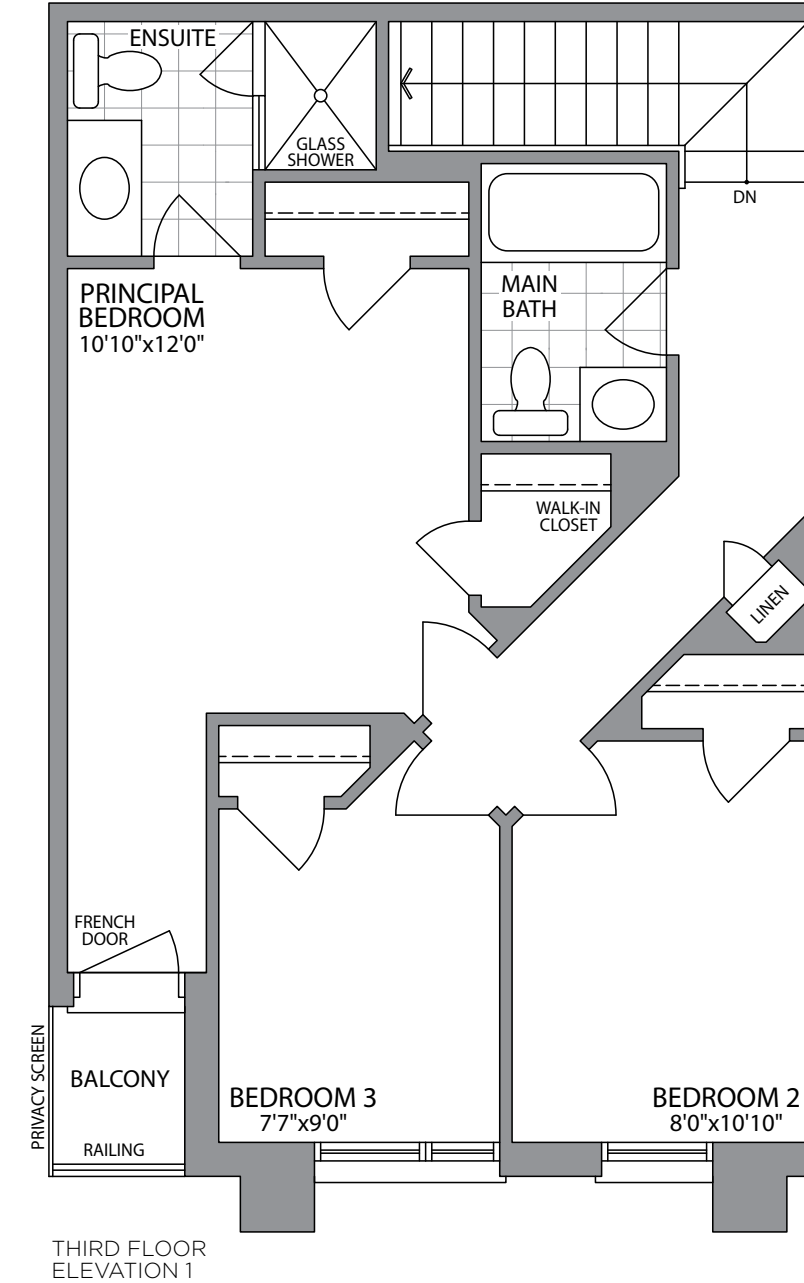 ENSUITE
GLASS
SHOWER
DN
PRINCIPAL
BEDROOM
10'10"x12'0"
MAIN
BATH
WALK-IN
CLOSET
LINEN
FRENCH
DOOR
PRIVACY SCREEN
BALCONY
RAILING
BEDROOM 3
7'7"x9'0"
BEDROOM 2
8'0"x10'10"
THIRD FLOOR
ELEVATION 1